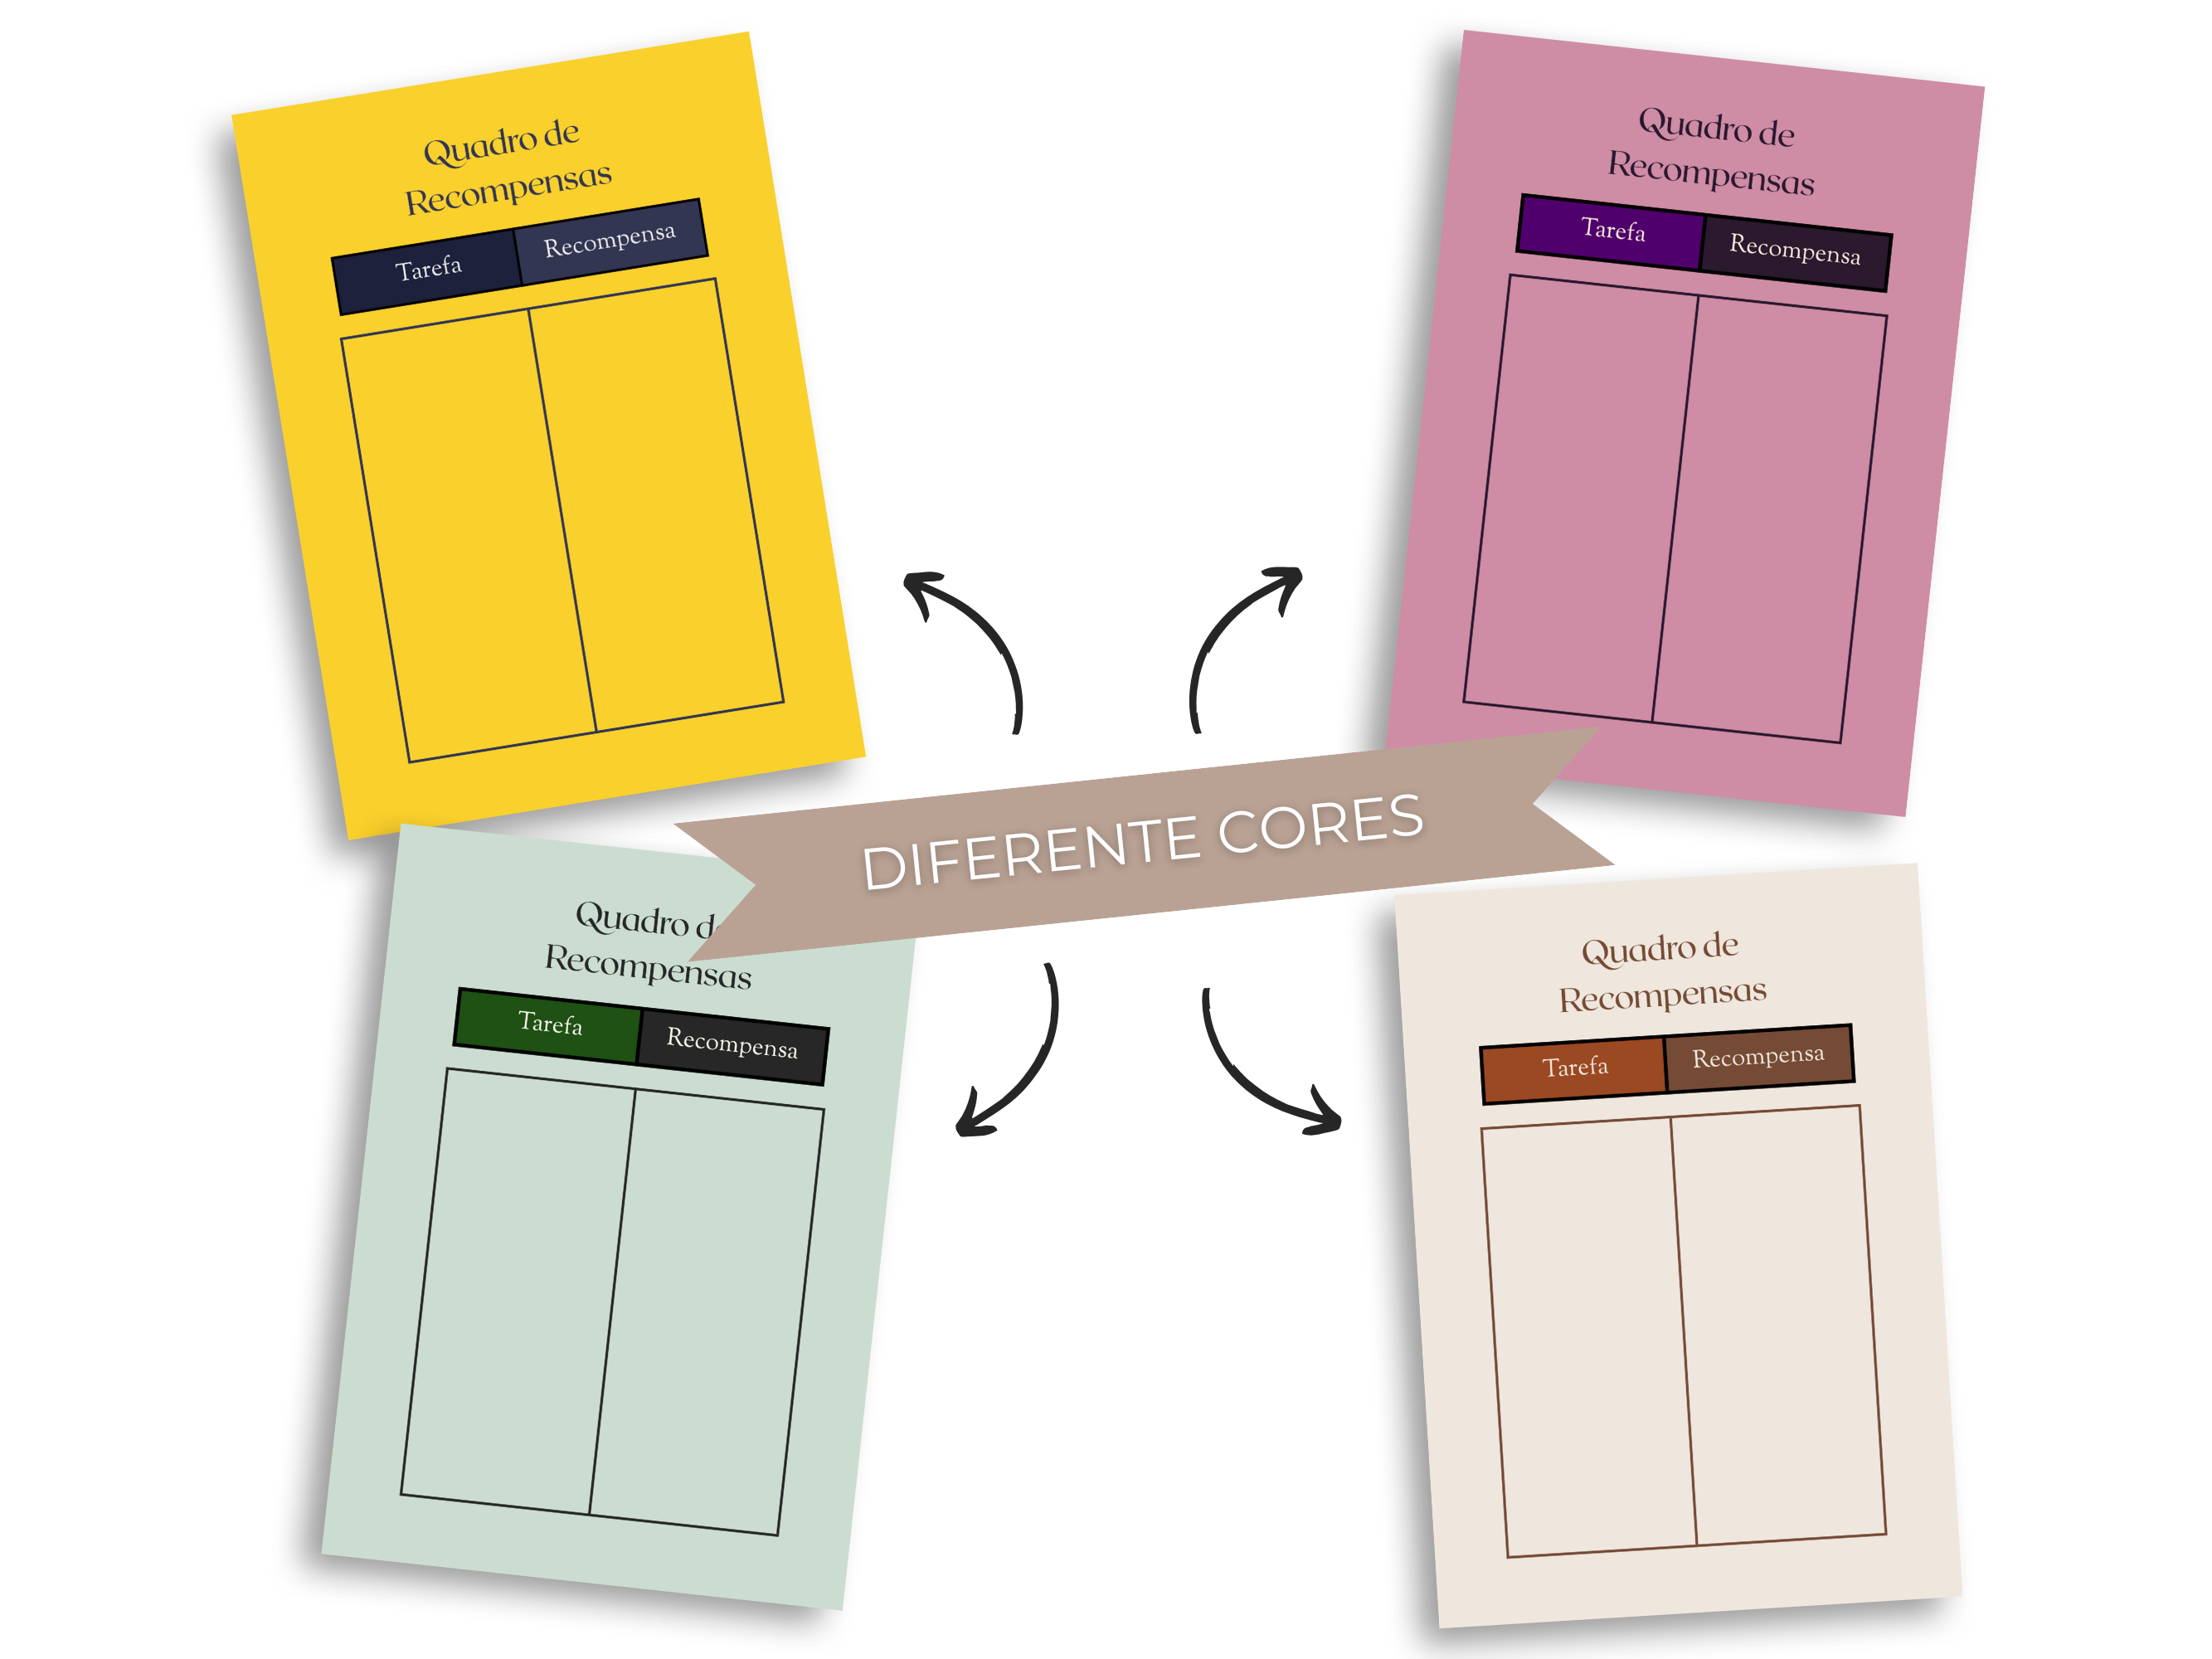 Quadro de
Recompensas
Tarefa
Recompensa
Quadro de
Recompensas
Tarefa
Recompensa
DIFERENTE CORES
Quadro de
Recompensas
Tarefa
Recompensa
Quadro de
Recompensas
Tarefa
Recompensa